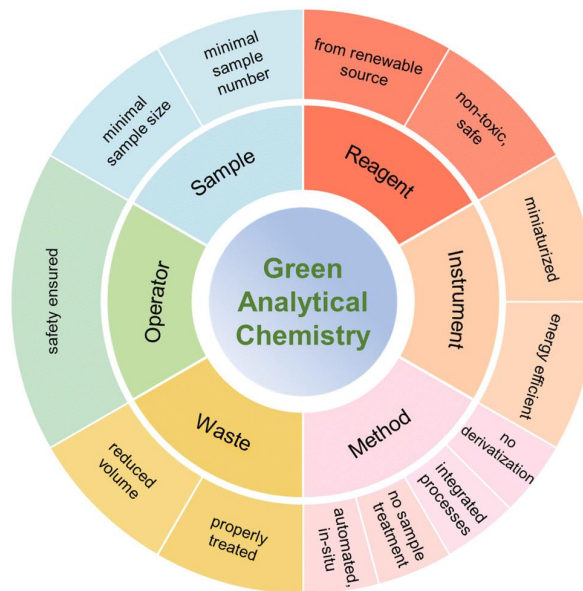 Green
Analytical
Chemistry
Sample
minimal
sample size
minimal
sample
number
Reagent
from renewable
source
non-toxic,
safe
Instrument
miniaturized
energy efficient
Method
no
derivatization
integrated
processes
no sample
treatment
automated,
in-situ
Waste
properly
treated
reduced
volume
Operator
safety ensured